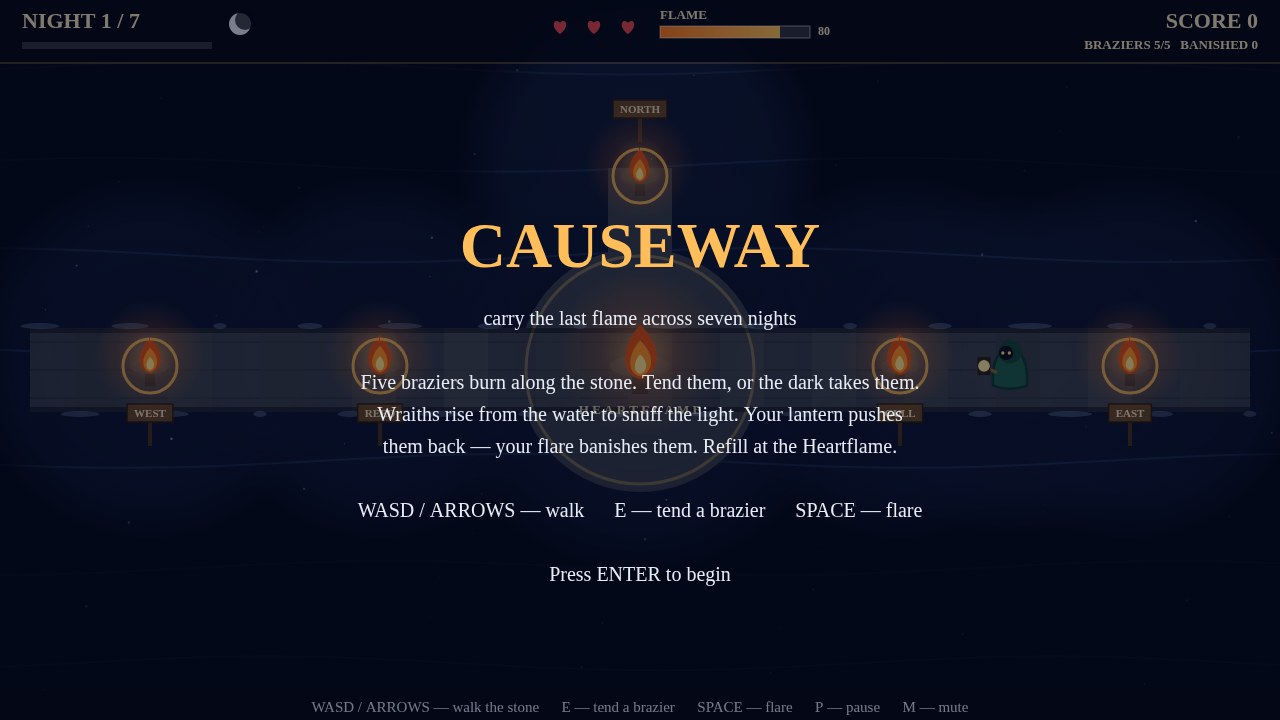 NIGHT 1 / 7
FLAME
80
SCORE 0
BRAZIERS 5/5 BANISHED 0
NORTH
CAUSEWAY
carry the last flame across seven nights
Five braziers burn along the stone. Tend them, or the dark takes them.
Wraiths rise from the water to snuff the light. Your lantern pushes
them back — your flare banishes them. Refill at the Heartflame.
WEST
EAST
HEARTFLAME
WASD / ARROWS — walk E — tend a brazier SPACE — flare
Press ENTER to begin
WASD / ARROWS — walk the stone E — tend a brazier SPACE — flare P — pause M — mute